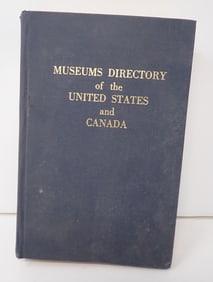 MUSEUMS DIRECTORY
of the
UNITED STATES
and
CANADA